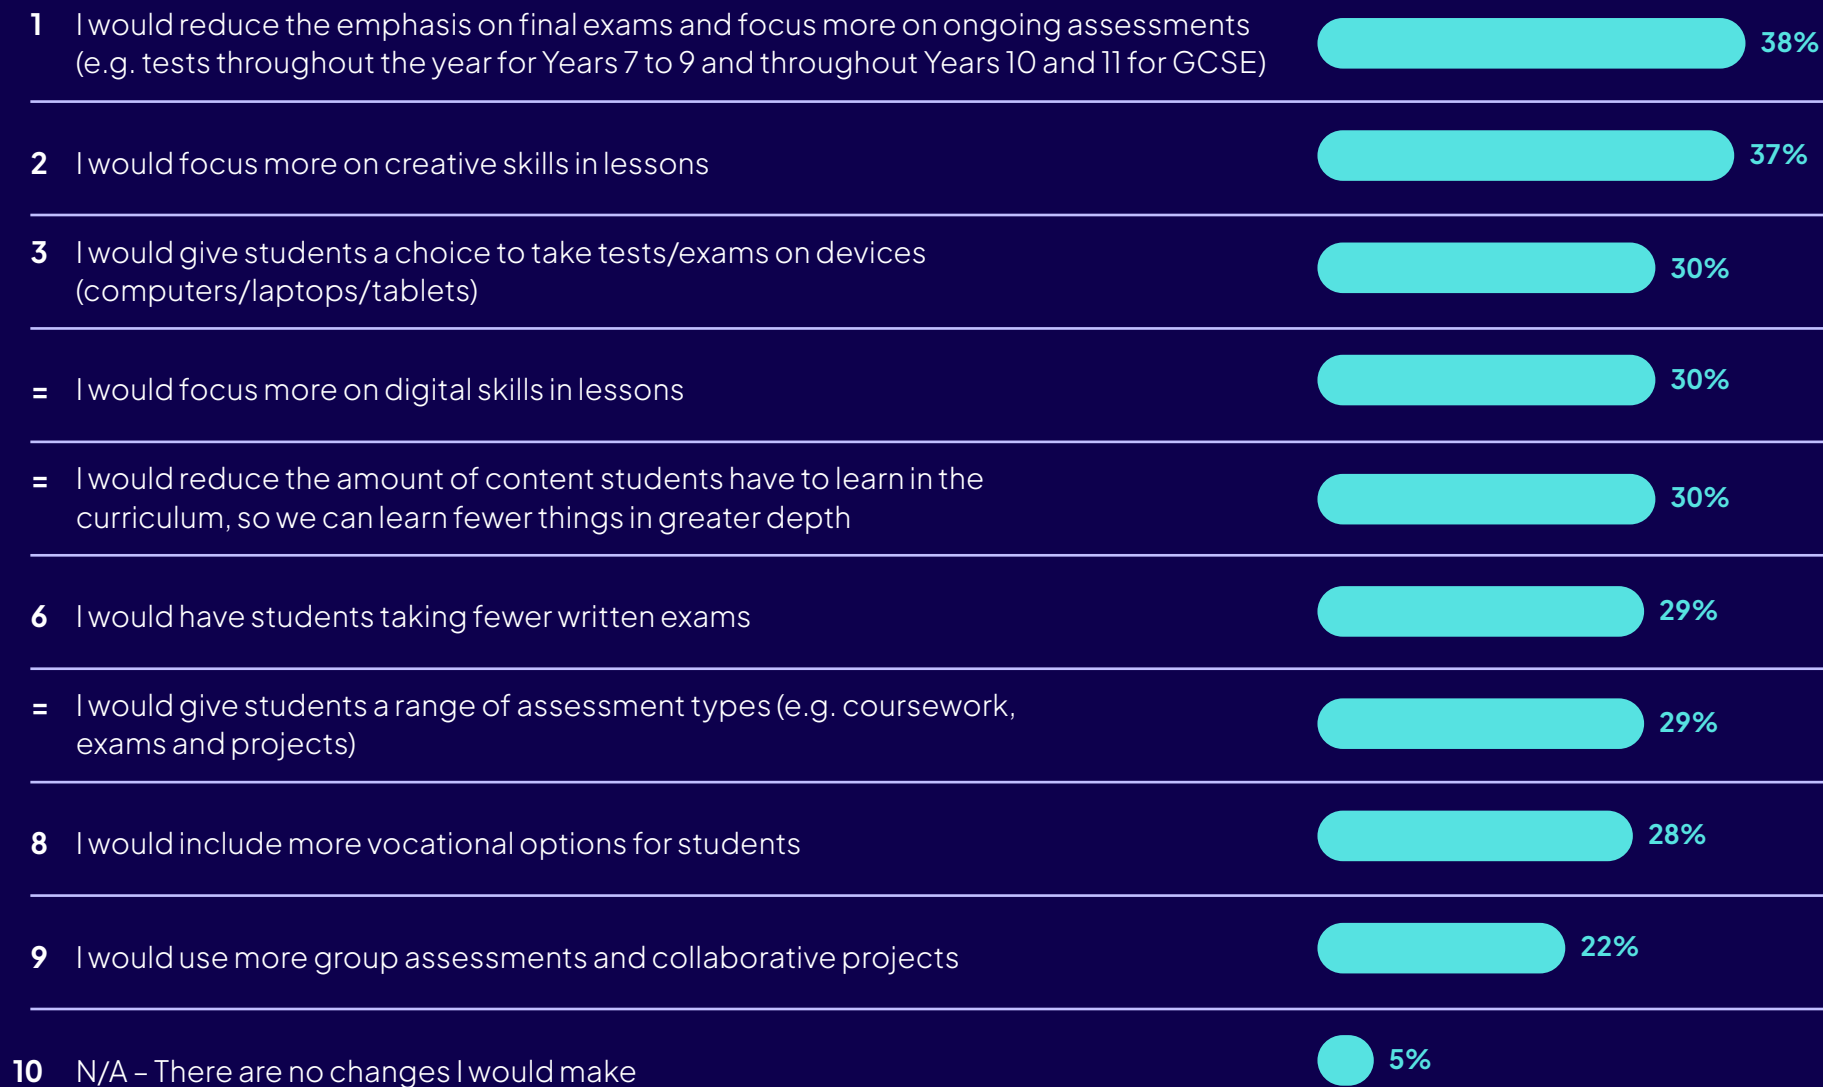 1 I would reduce the emphasis on final exams and focus more on ongoing assessments
(e.g. tests throughout the year for Years 7 to 9 and throughout Years 10 and 11 for GCSE)
38%
2 I would focus more on creative skills in lessons
37%
3 I would give students a choice to take tests/exams on devices
(computers/laptops/tablets)
30%
= I would focus more on digital skills in lessons
30%
= I would reduce the amount of content students have to learn in the
curriculum, so we can learn fewer things in greater depth
30%
6 I would have students taking fewer written exams
29%
= I would give students a range of assessment types (e.g. coursework,
exams and projects)
29%
8 I would include more vocational options for students
28%
9 I would use more group assessments and collaborative projects
22%
10 N/A – There are no changes I would make
5%